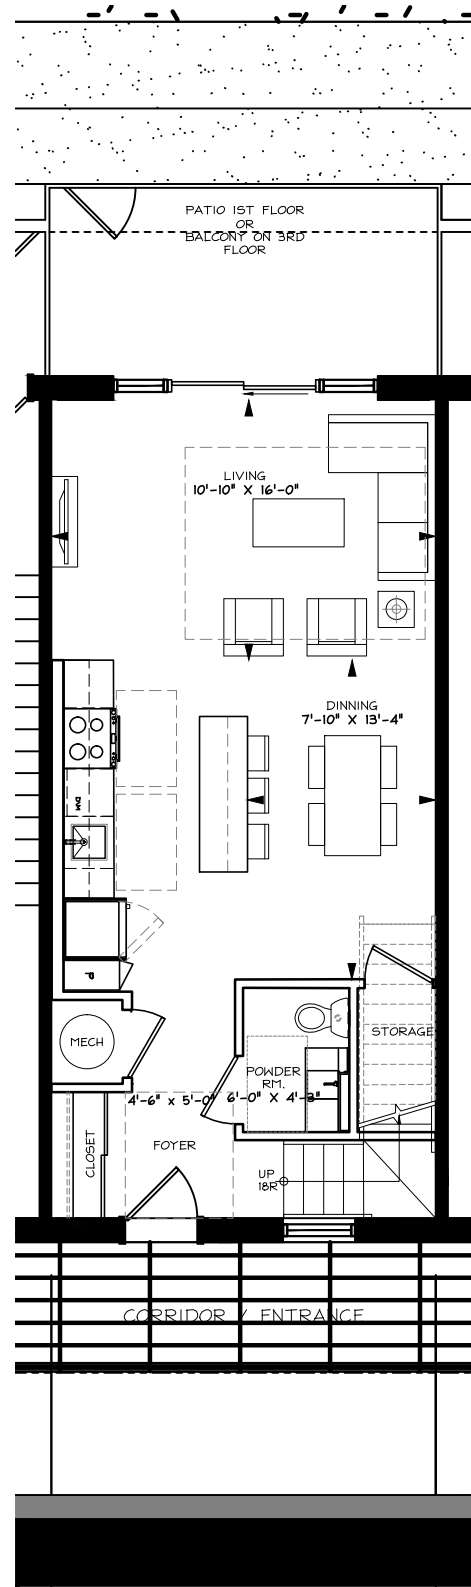 PATIO 1ST FLOOR
OR
BALCONY ON 3RD
FLOOR
LIVING
10'-10" X 16'-0"
DINNING
7'-10" X 13'-4"
DW
P.
STORAGE
MECH
POWDER
RM.
4'-6" x 5'-0" 6'-0" X 4'-3"
FOYER
CLOSET
UP
18R
CORRIDOR / ENTRANCE